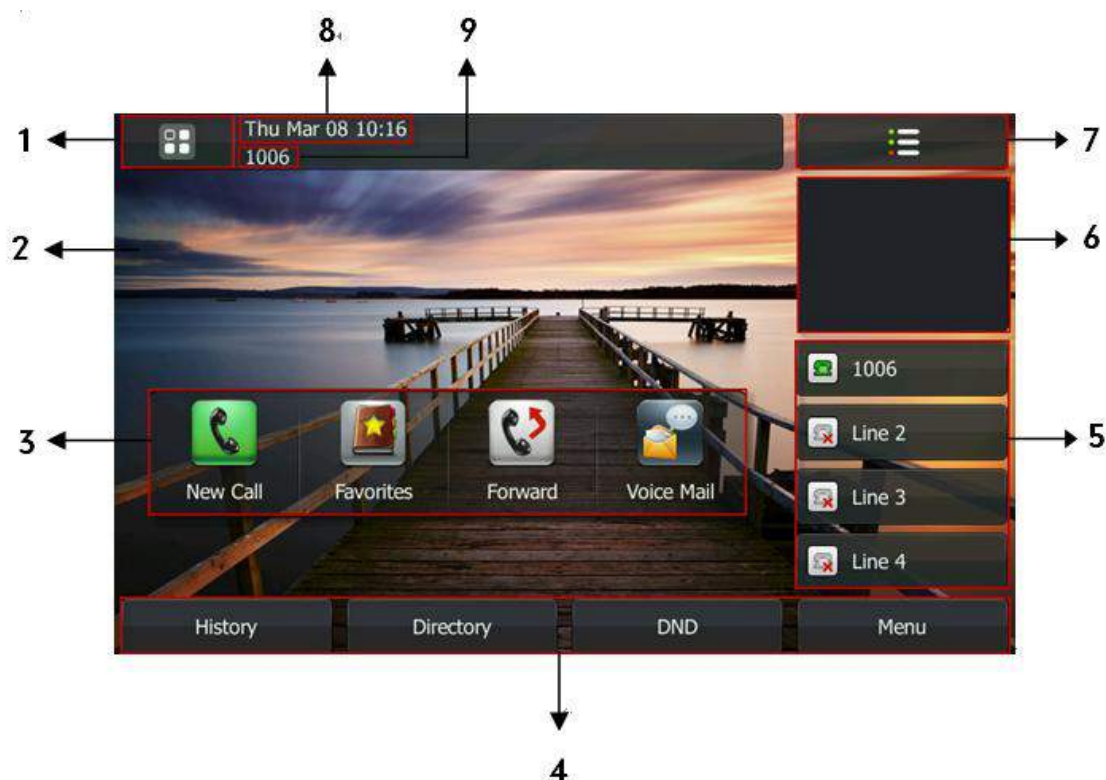 8
9
1
Thu Mar 08 10:16
1006
7
2
6
3
New Call
Favorites
Forward
Voice Mail
1006
Line 2
Line 3
Line 4
5
History
Directory
DND
Menu
4